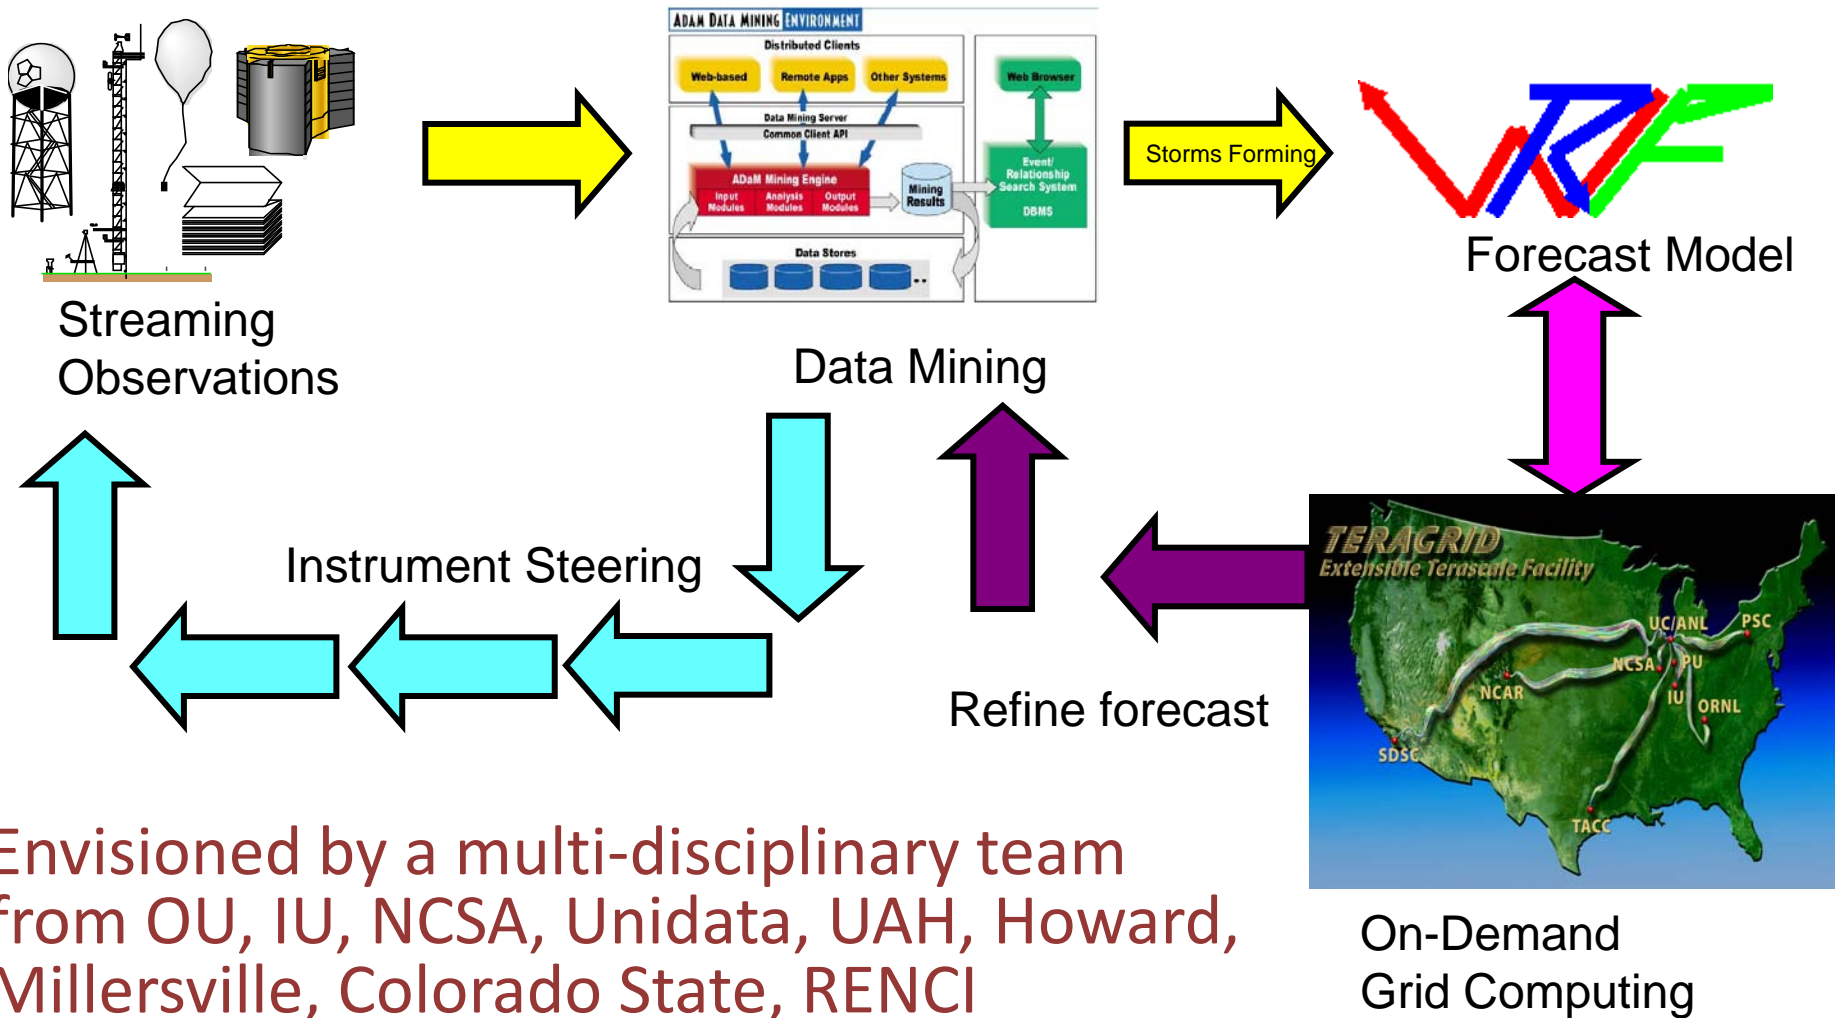 ADAM DATA MINING ENVIRONMENT
Distributed Clients
Web-based
Remote Apps
Other Systems
Web Browser
Data Mining Server
Common Client API
ADaM Mining Engine
Input
Modules
Analysis
Modules
Output
Modules
Mining
Results
Event/
Relationship
Search System
DBMS
Data Stores
..
Storms Forming
WRF
Forecast Model
Streaming
Observations
Data Mining
Instrument Steering
Refine forecast
TERAGRID
Extensible Terascale Facility
UC/ANL
PSC
NCSA
PU
NCAR
IU
ORNL
SDSC
TACC
Envisioned by a multi-disciplinary team
from OU, IU, NCSA, Unidata, UAH, Howard,
Millersville, Colorado State, RENCI
On-Demand
Grid Computing